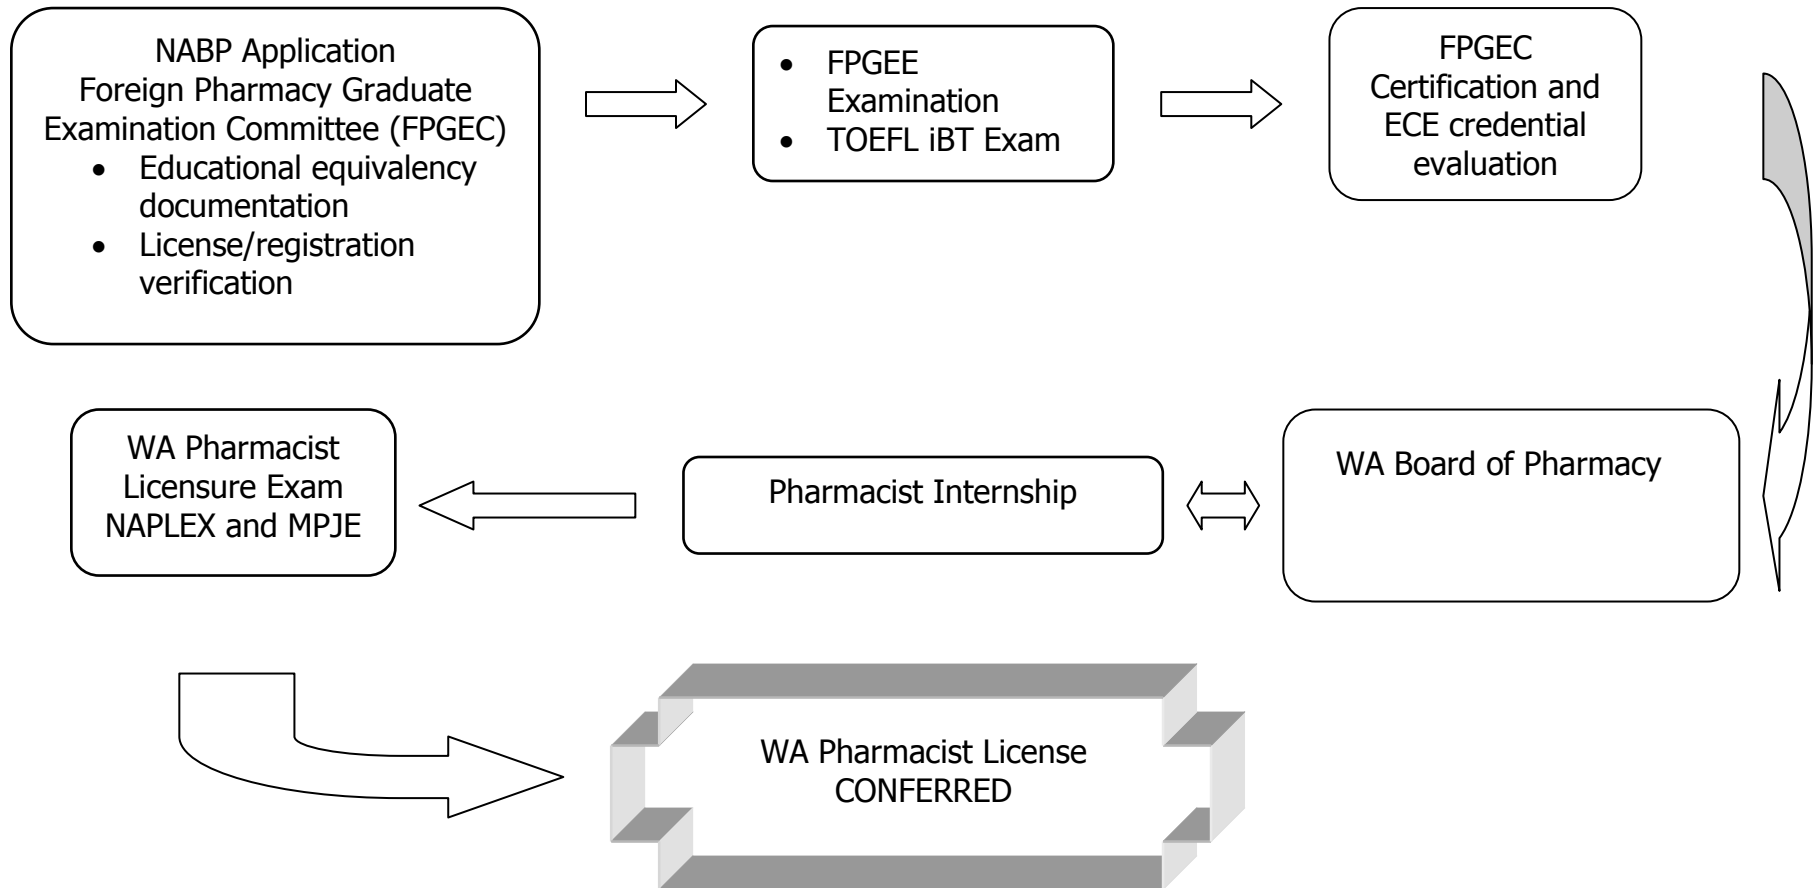 NABP Application
Foreign Pharmacy Graduate
Examination Committee (FPGEC)
• Educational equivalency
documentation
• License/registration
verification
• FPGEE
Examination
• TOEFL iBT Exam
FPGEC
Certification and
ECE credential
evaluation
WA Pharmacist
Licensure Exam
NAPLEX and MPJE
Pharmacist Internship
WA Board of Pharmacy
WA Pharmacist License
CONFERRED